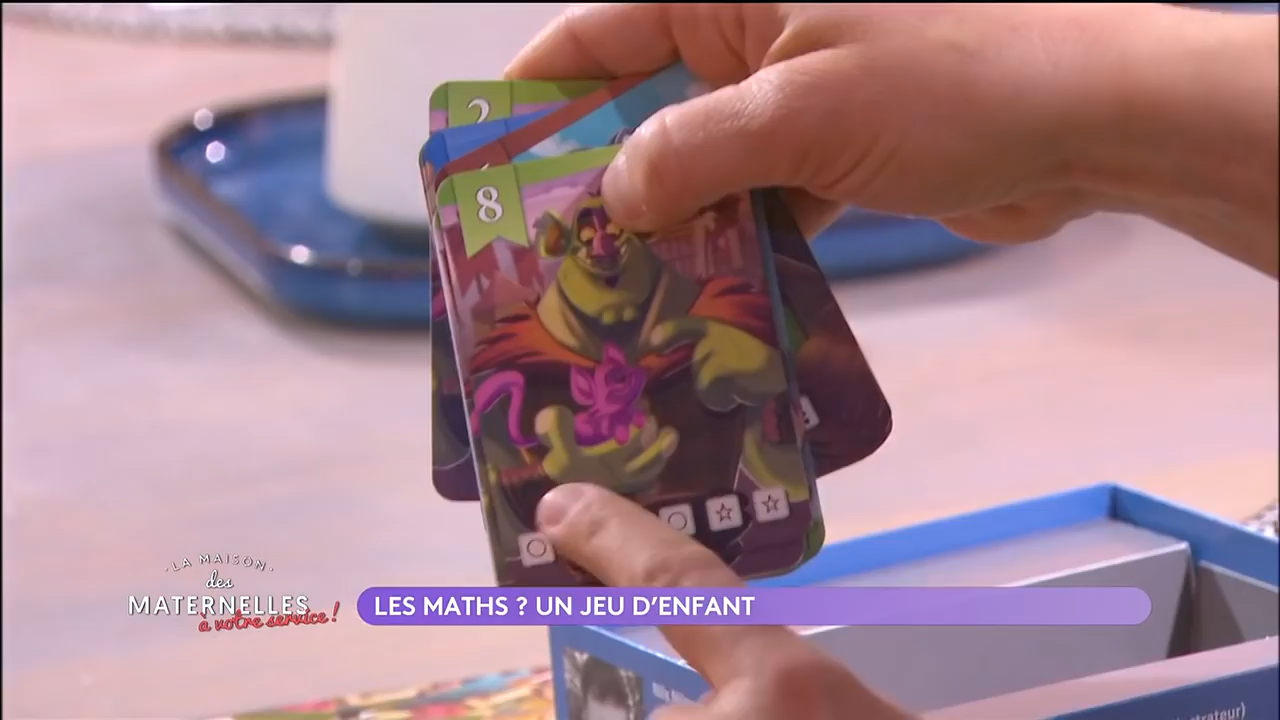 2
8
·LA MAISON·
des
MATERNELLES
à votre service !
LES MATHS ? UN JEU D'ENFANT